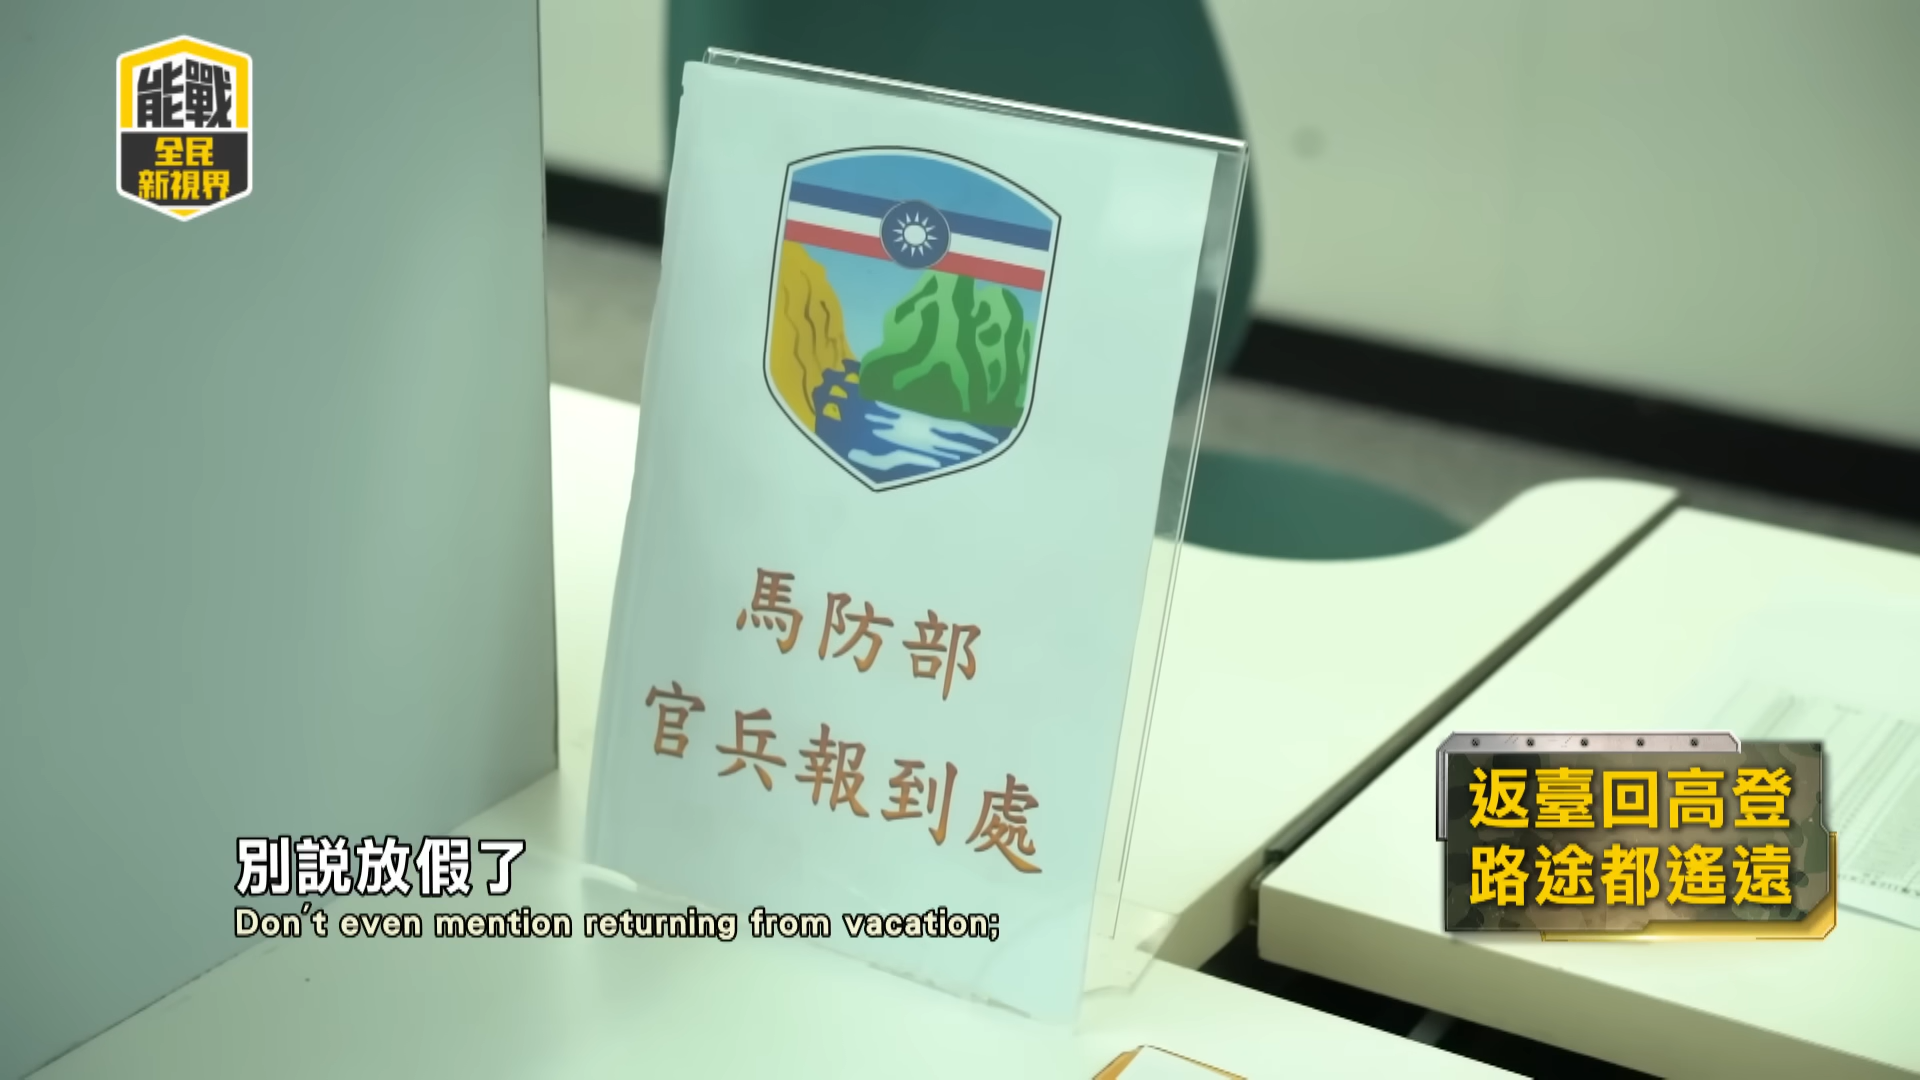 能戰
全民
新視界
馬防部
官兵報到處
返臺回高登
路途都遙遠
別説放假了
Don't even mention returning from vacation;